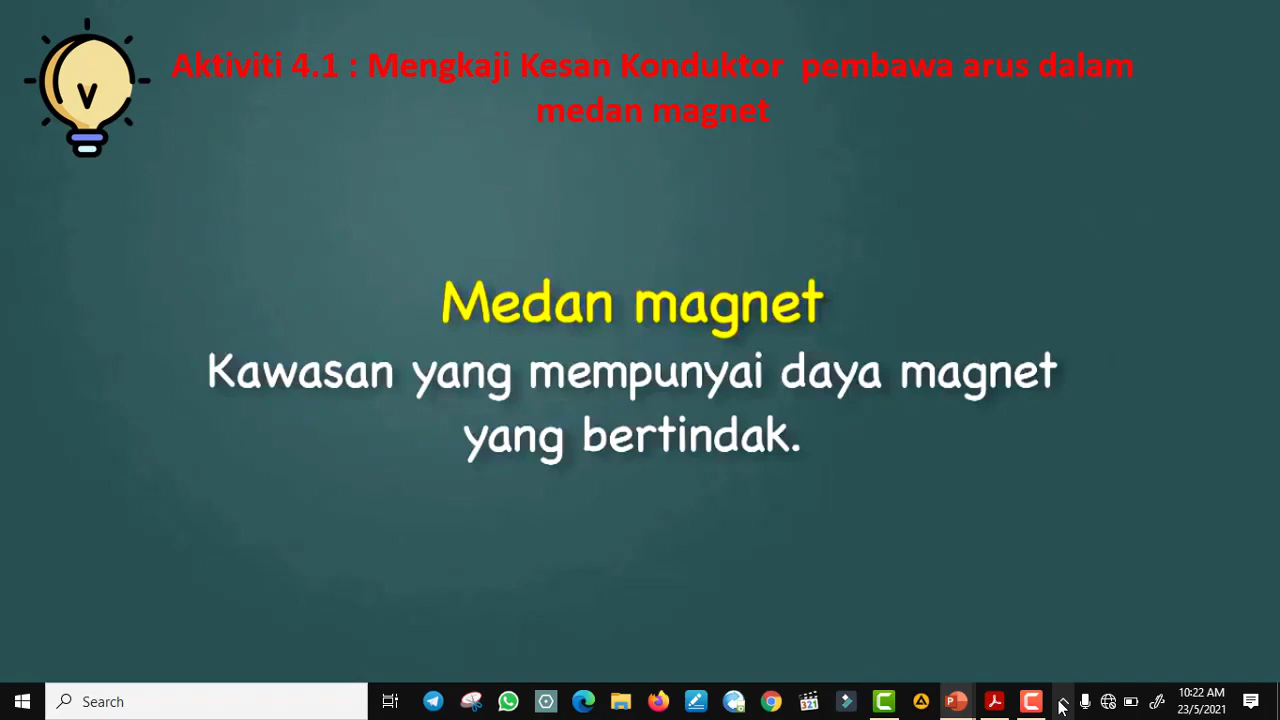 Aktiviti 4.1 : Mengkaji Kesan Konduktor pembawa arus dalam
medan magnet
Medan magnet
Kawasan yang mempunyai daya magnet
yang bertindak.
Search
321
10:22 AM
23/5/2021